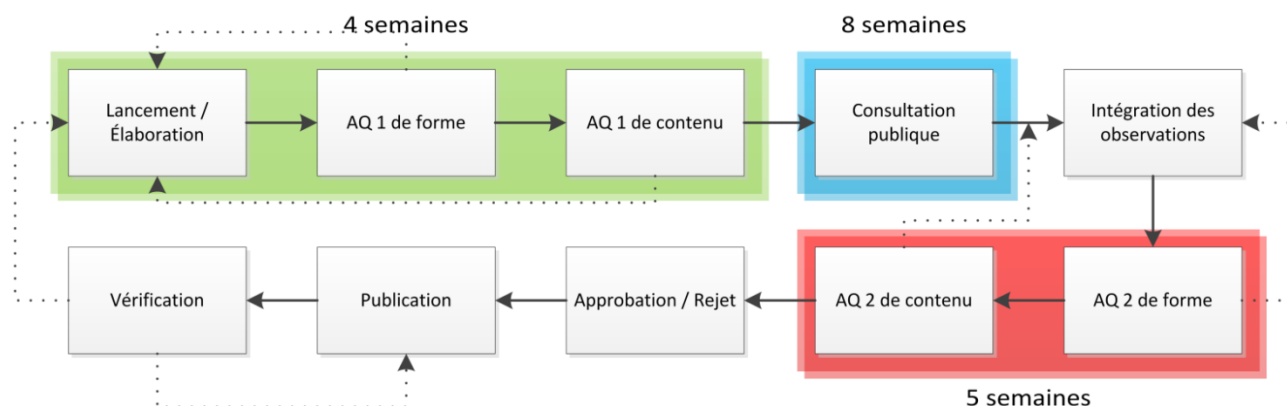 4 semaines
8 semaines
Lancement /
Élaboration
AQ 1 de forme
AQ 1 de contenu
Consultation
publique
Intégration des
observations
Vérification
Publication
Approbation / Rejet
AQ 2 de contenu
AQ 2 de forme
5 semaines